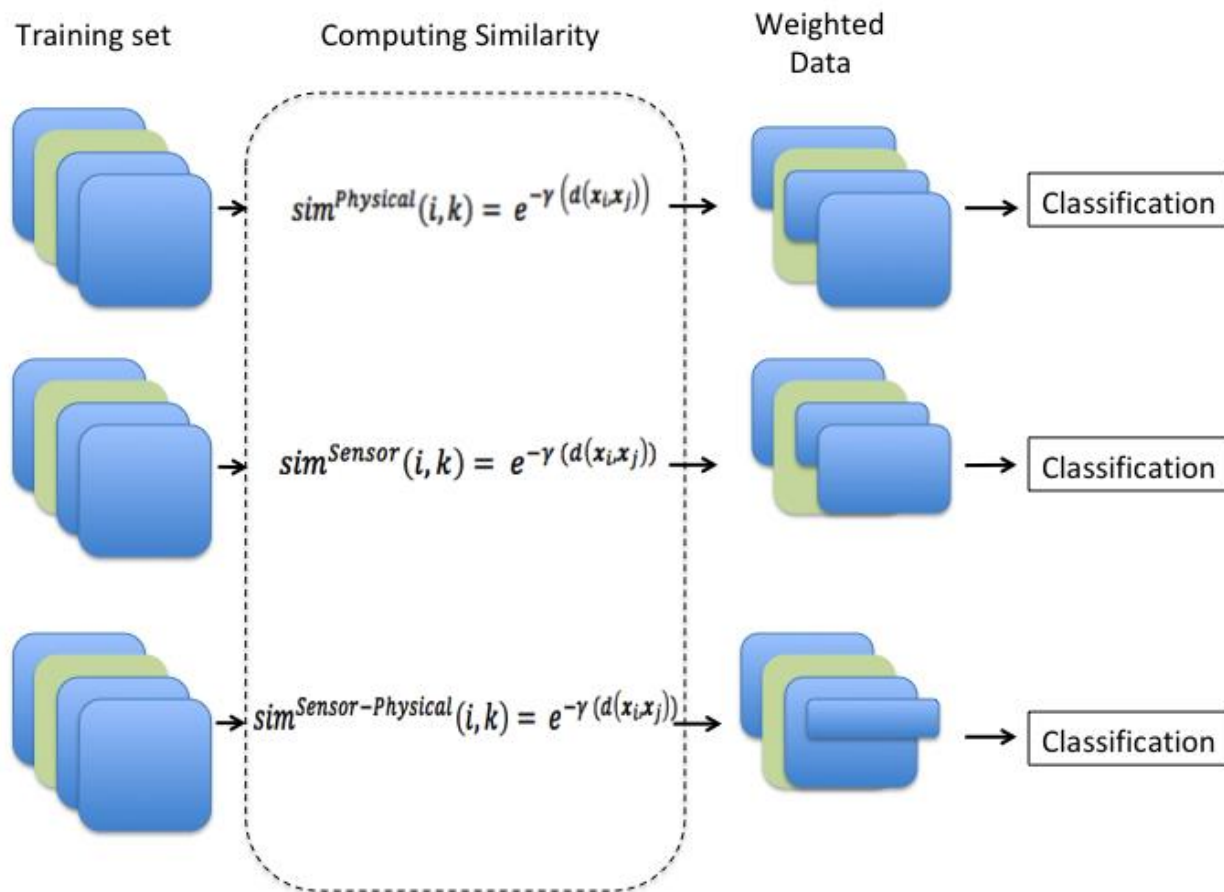 Training set
Computing Similarity
Weighted
Data
sim^{Physical}(i,k) = e^{-γ(d(x_i,x_j))}
Classification
sim^{Sensor}(i,k) = e^{-γ(d(x_i,x_j))}
Classification
sim^{Sensor-Physical}(i,k) = e^{-γ(d(x_i,x_j))}
Classification